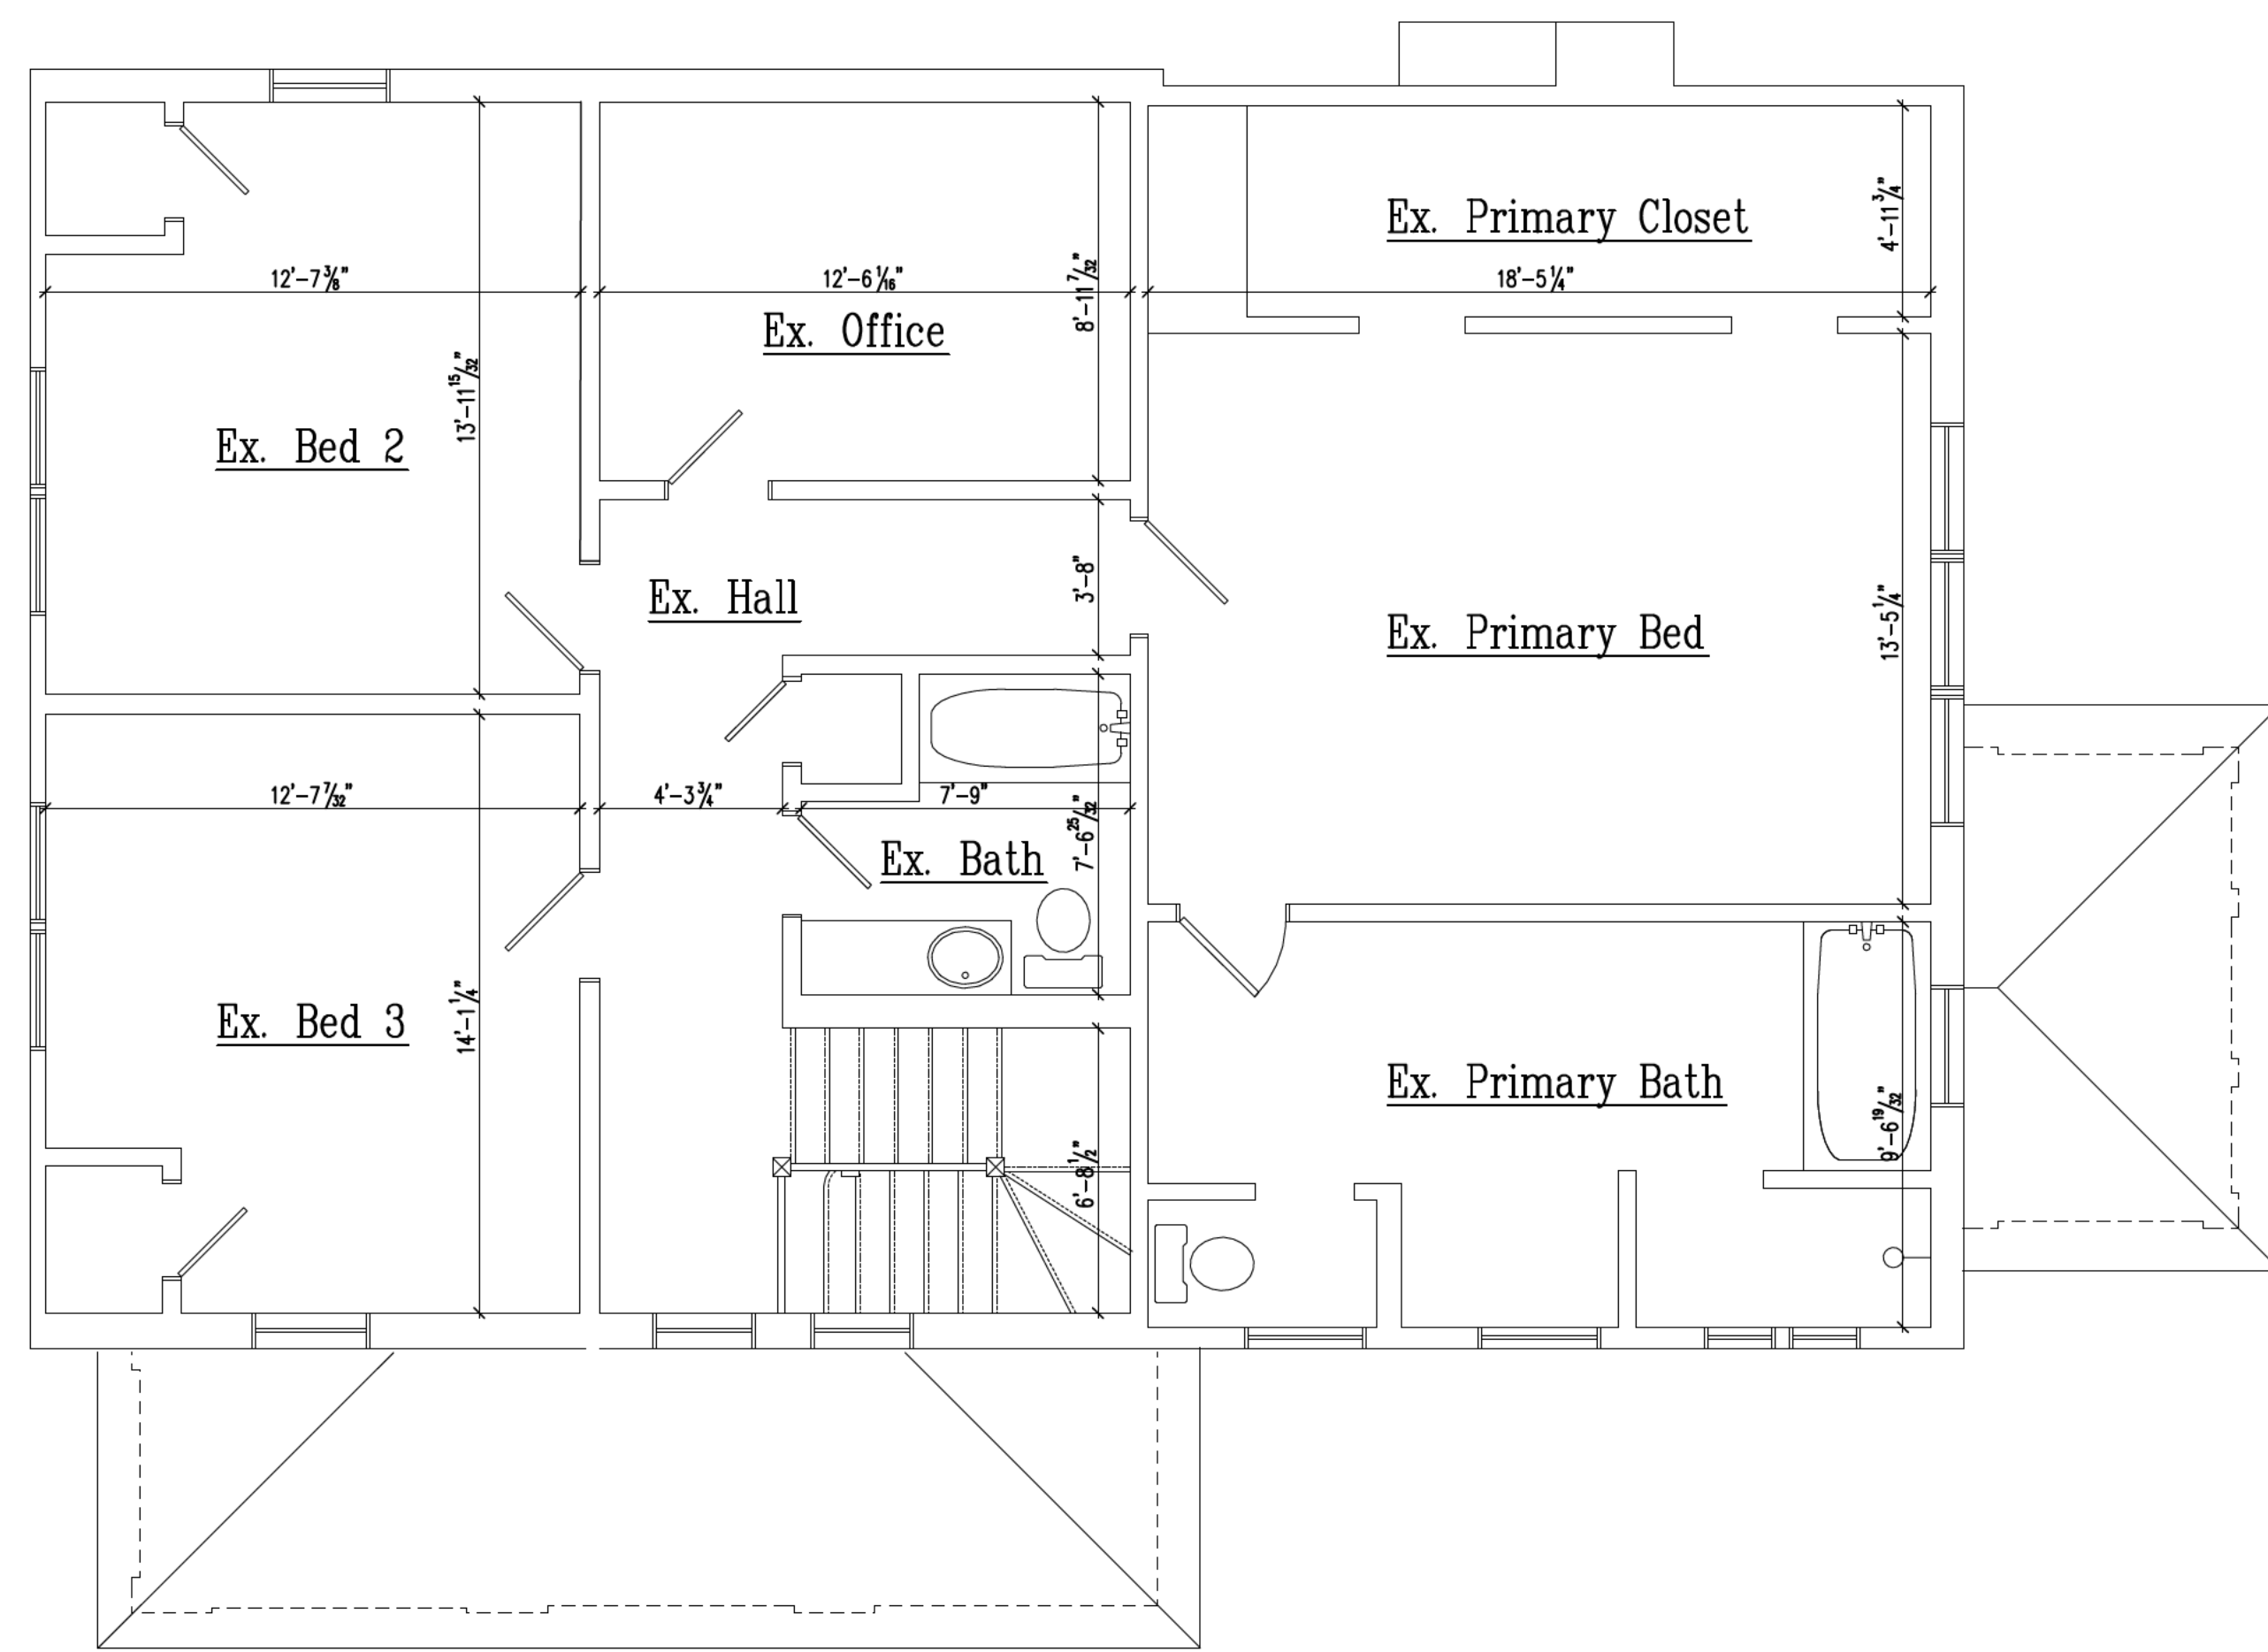 4'-11 3/4"
Ex. Primary Closet
12'-7 3/8"
12'-6 1/16"
8'-11 7/32"
18'-5 1/4"
Ex. Office
13'-11 15/32"
Ex. Bed 2
3'-8"
Ex. Hall
13'-5 1/4"
Ex. Primary Bed
12'-7 7/32"
4'-3 3/4"
7'-9"
7'-6 25/32"
Ex. Bath
14'-1 1/4"
Ex. Bed 3
Ex. Primary Bath
9'-6 19/32"
6'-8 1/2"